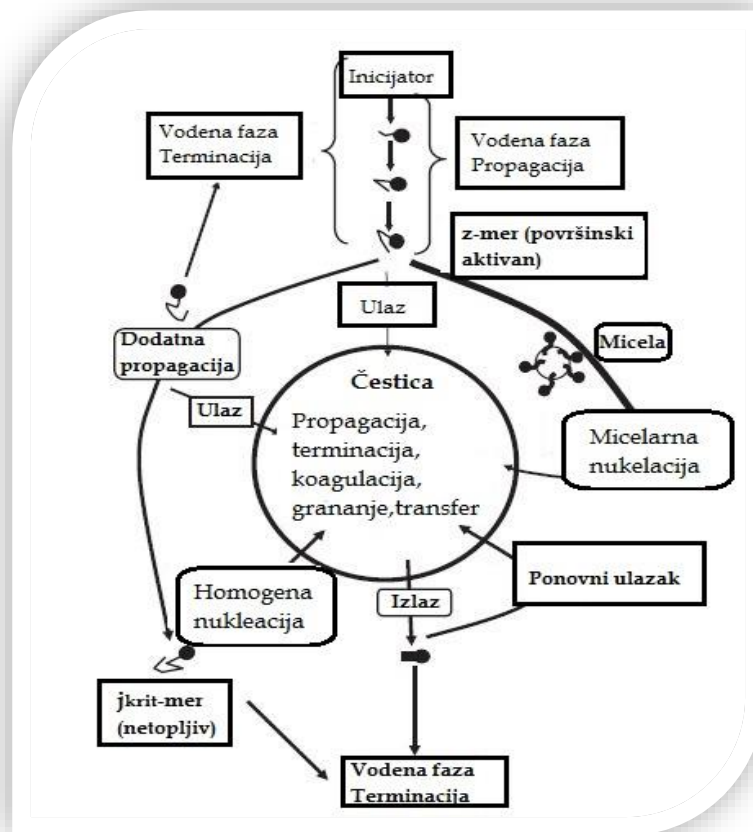 Inicijator
Vodena faza
Terminacija
Vodena faza
Propagacija
z-mer (površinski
aktivan)
Ulaz
Micela
Dodatna
propagacija
Čestica
Ulaz
Propagacija,
terminacija,
koagulacija,
grananje,transfer
Micelarna
nukelacija
Homogena
nukleacija
Izlaz
Ponovni ulazak
jkrit-mer
(netopljiv)
Vodena faza
Terminacija